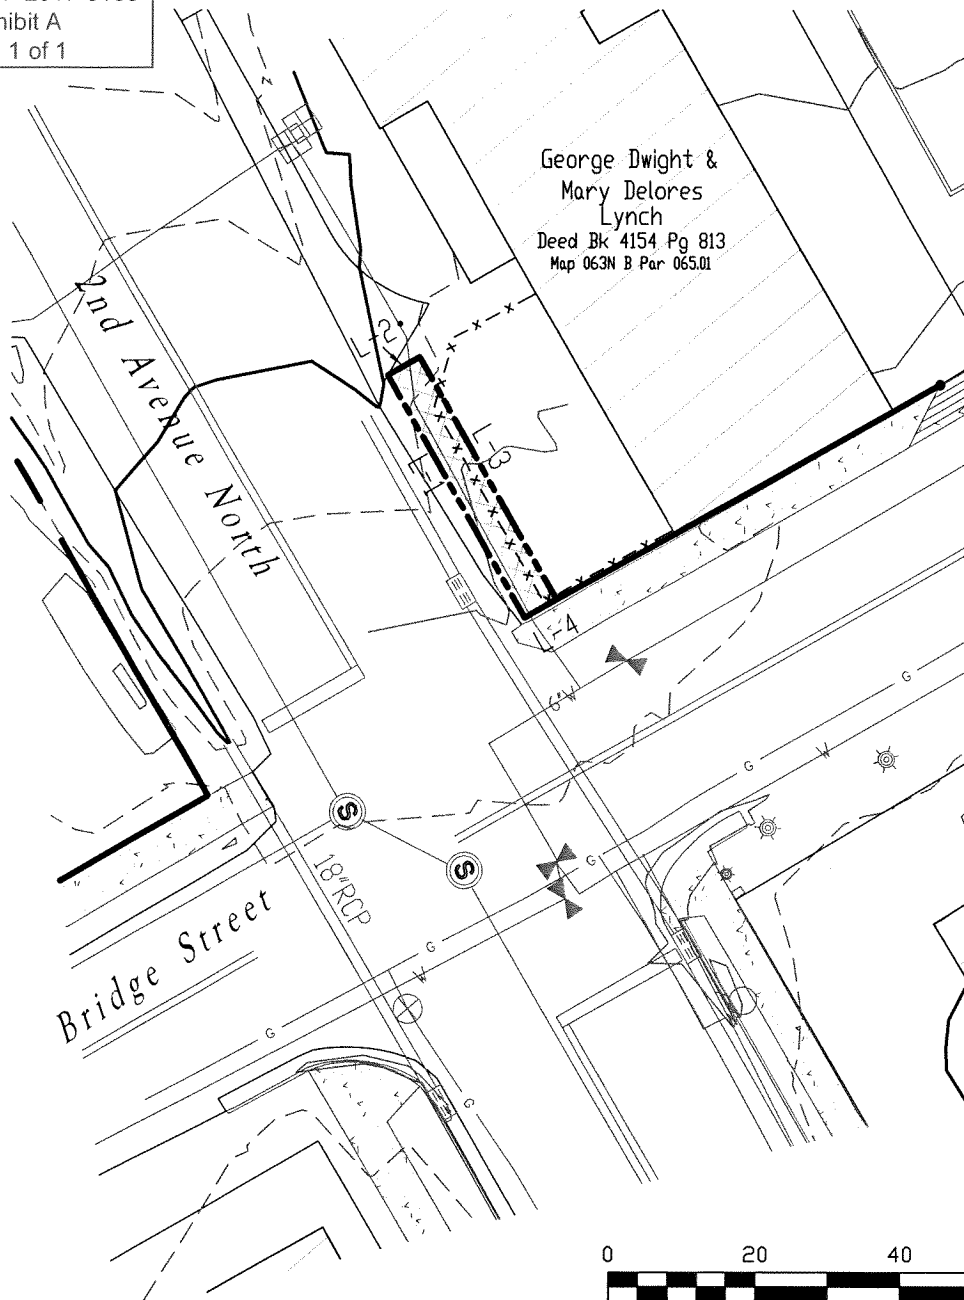 hibit A
1 of 1
George Dwight &
Mary Delores
Lynch
Deed Bk 4154 Pg 813
Map 063N B Par 065.01
2nd Avenue North
L-2
L-3
L-1
L-4
6"W
G
W
G
S
S
G
18"RCP
Bridge Street
G
W
G
G
0 20 40